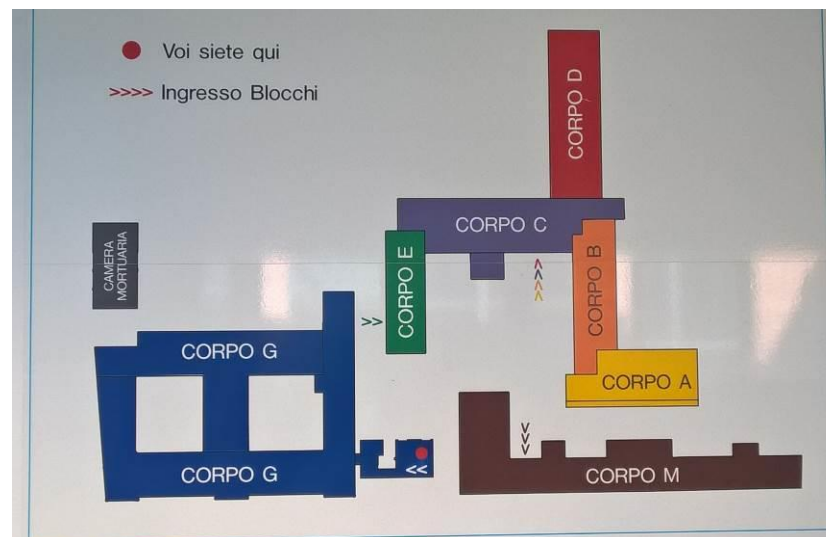 Voi siete qui
>>>> Ingresso Blocchi
CORPO D
CORPO C
CAMERA
MORTUARIA
CORPO E
CORPO B
CORPO G
CORPO A
CORPO G
CORPO M